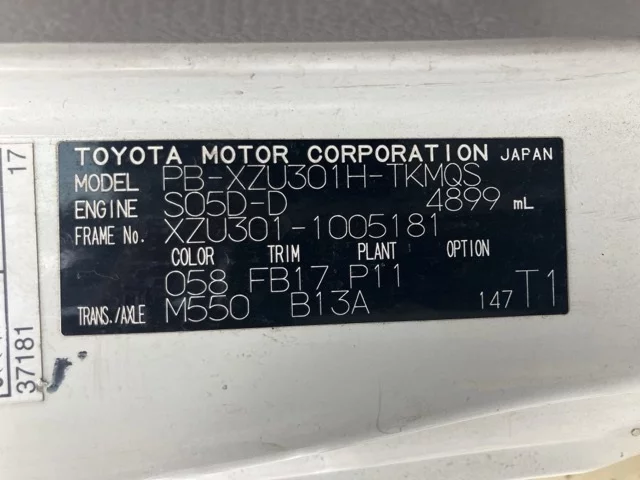 TOYOTA MOTOR CORPORATION JAPAN
MODEL PB-XZU301H-TKMQS
ENGINE S05D-D 4899 mL
FRAME No. XZU301-1005181
COLOR TRIM PLANT OPTION
058 FB17 P11
TRANS./AXLE M550 B13A 147 T1
17
37181